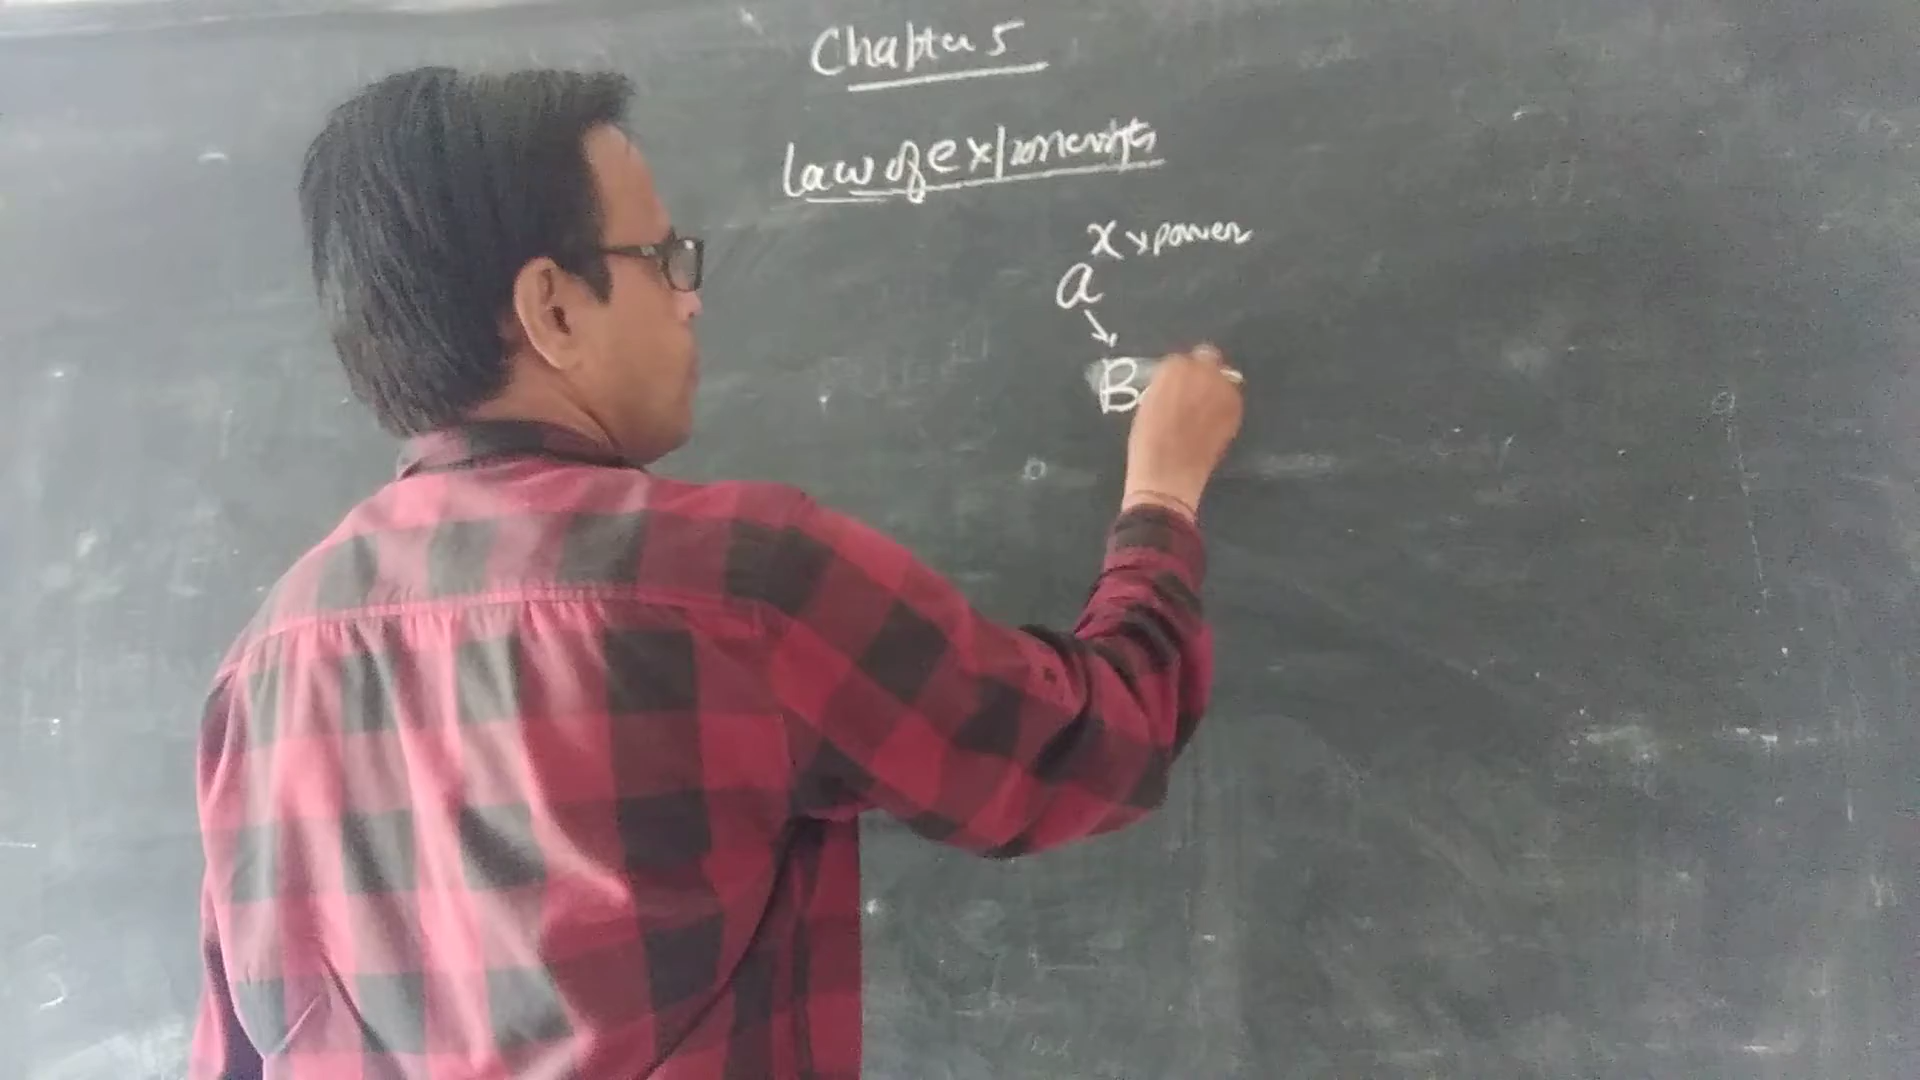 Chapter 5
Law of exponents
x → power
a
B